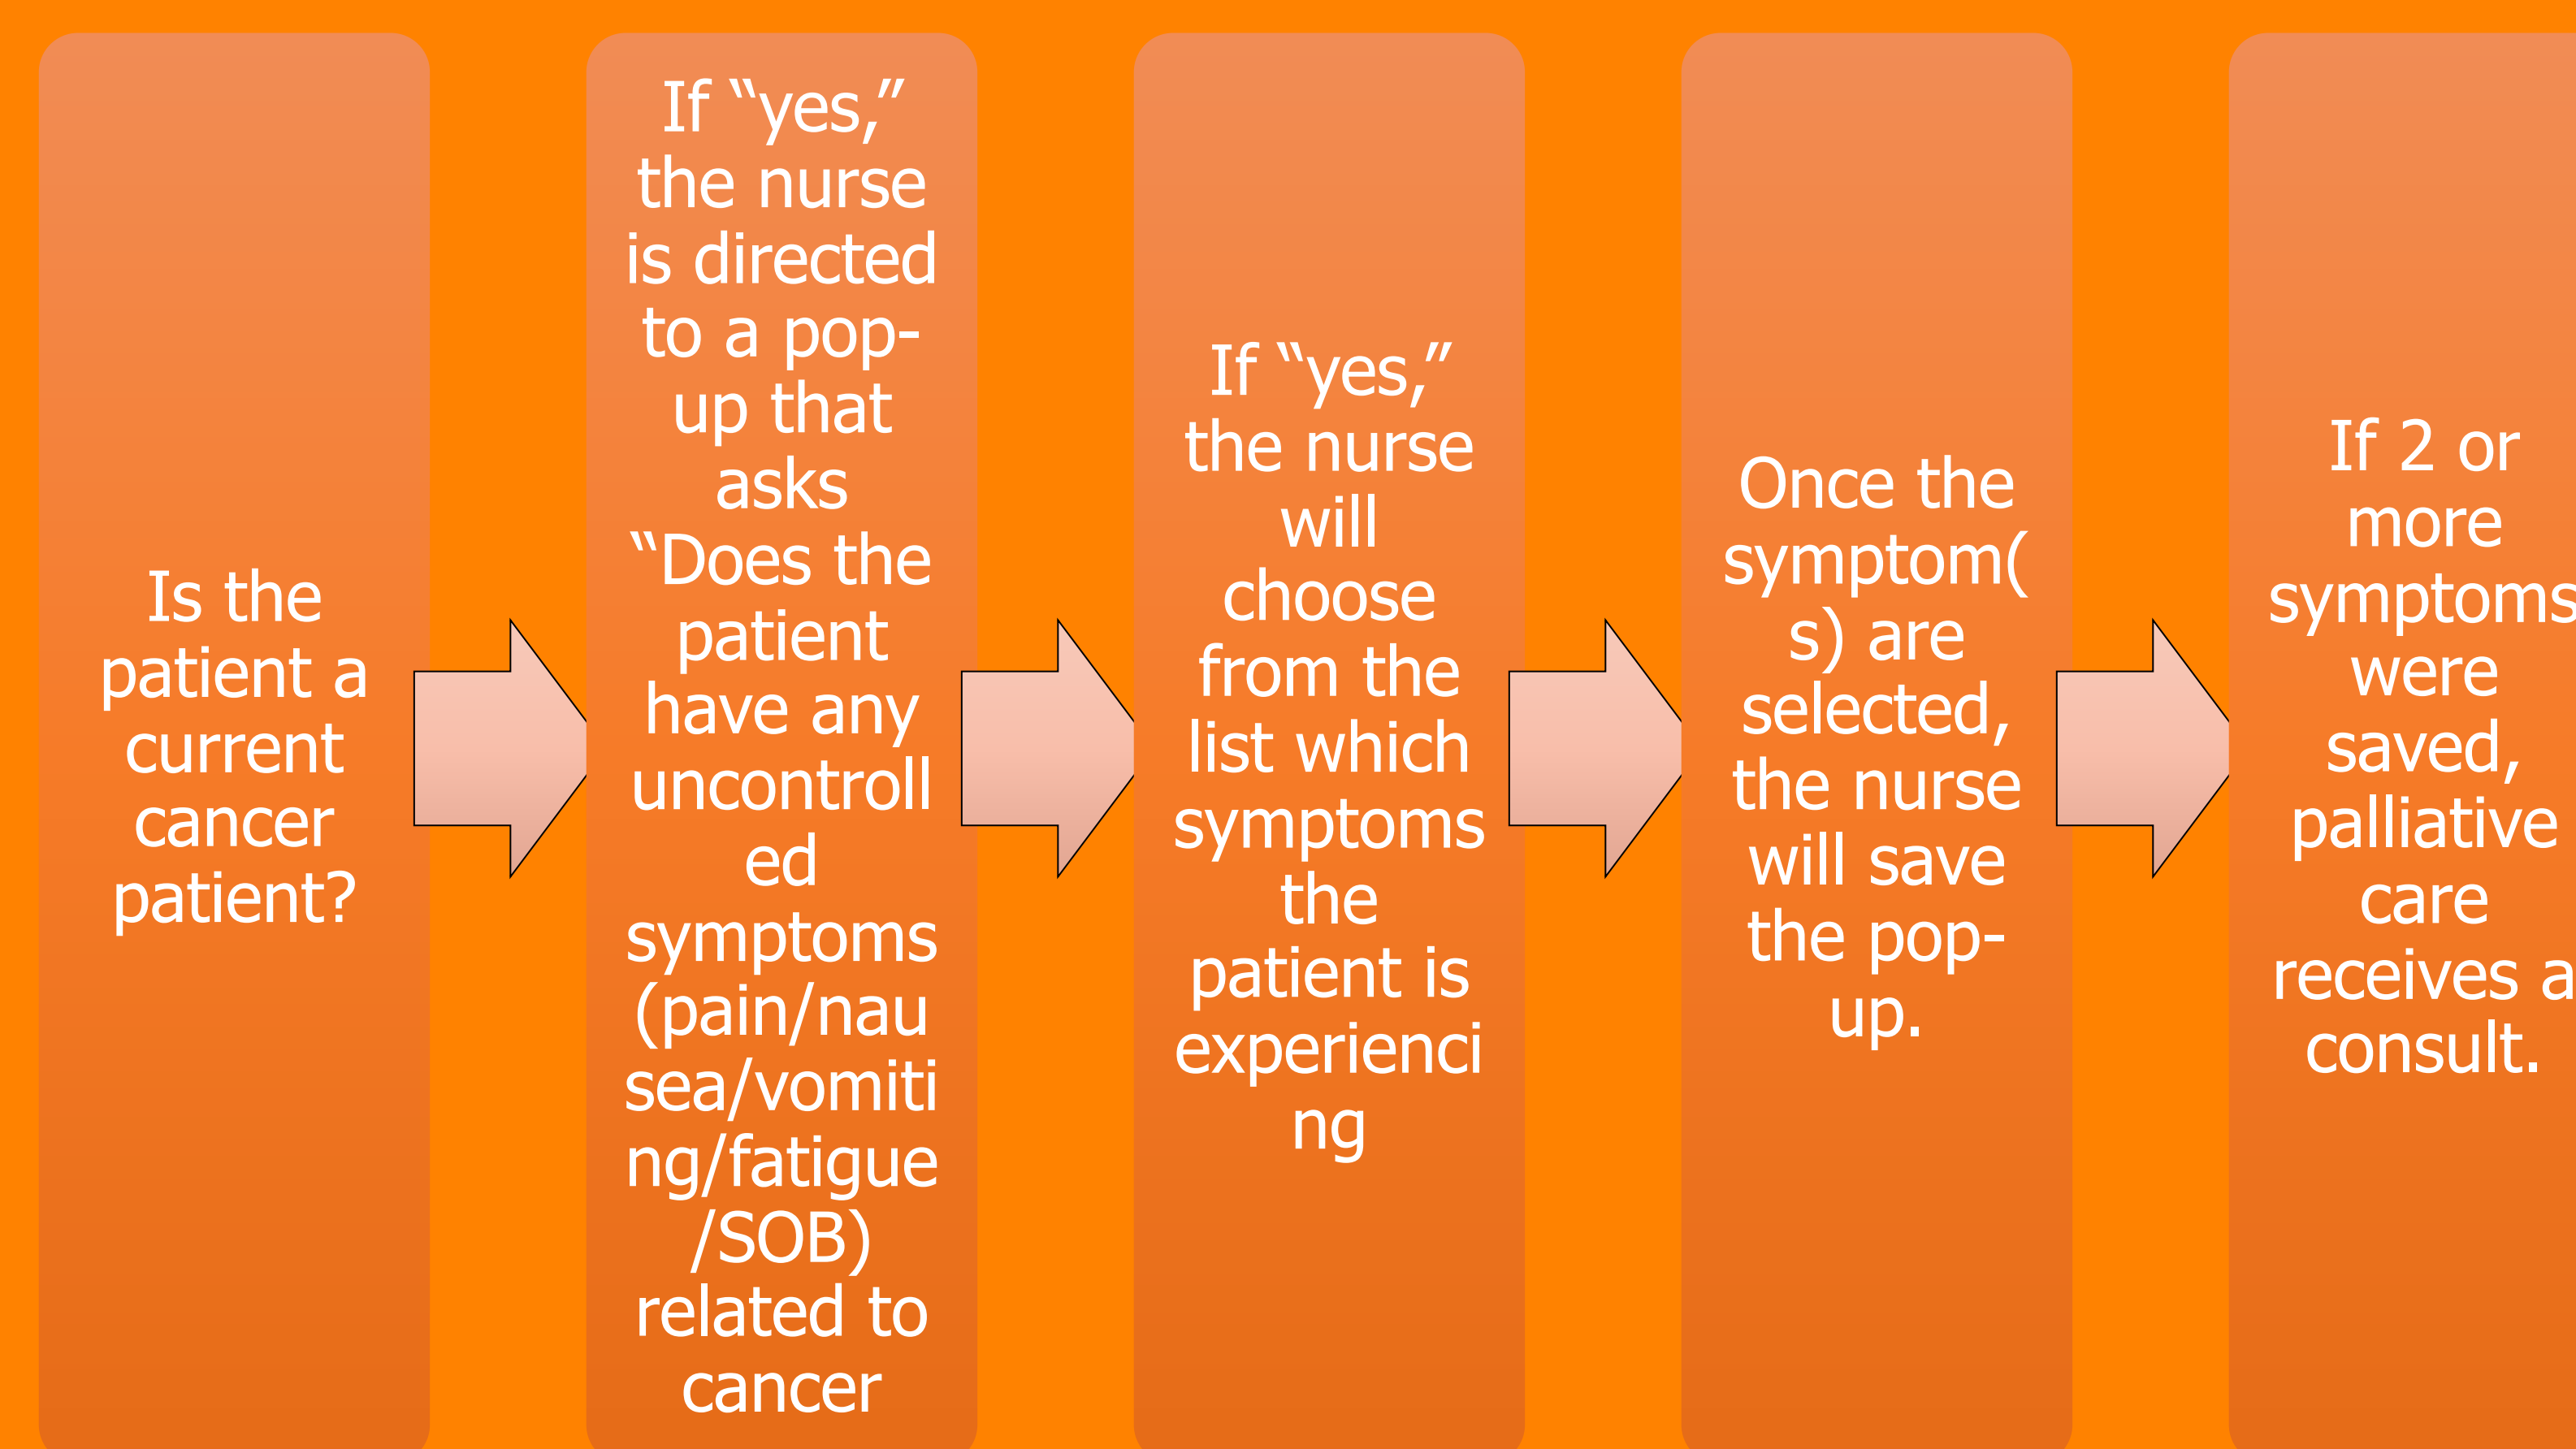 Is the
patient a
current
cancer
patient?
If “yes,”
the nurse
is directed
to a pop-
up that
asks
“Does the
patient
have any
uncontroll
ed
symptoms
(pain/nau
sea/vomiti
ng/fatigue
/SOB)
related to
cancer
If “yes,”
the nurse
will
choose
from the
list which
symptoms
the
patient is
experienci
ng
Once the
symptom(
s) are
selected,
the nurse
will save
the pop-
up.
If 2 or
more
symptoms
were
saved,
palliative
care
receives a
consult.